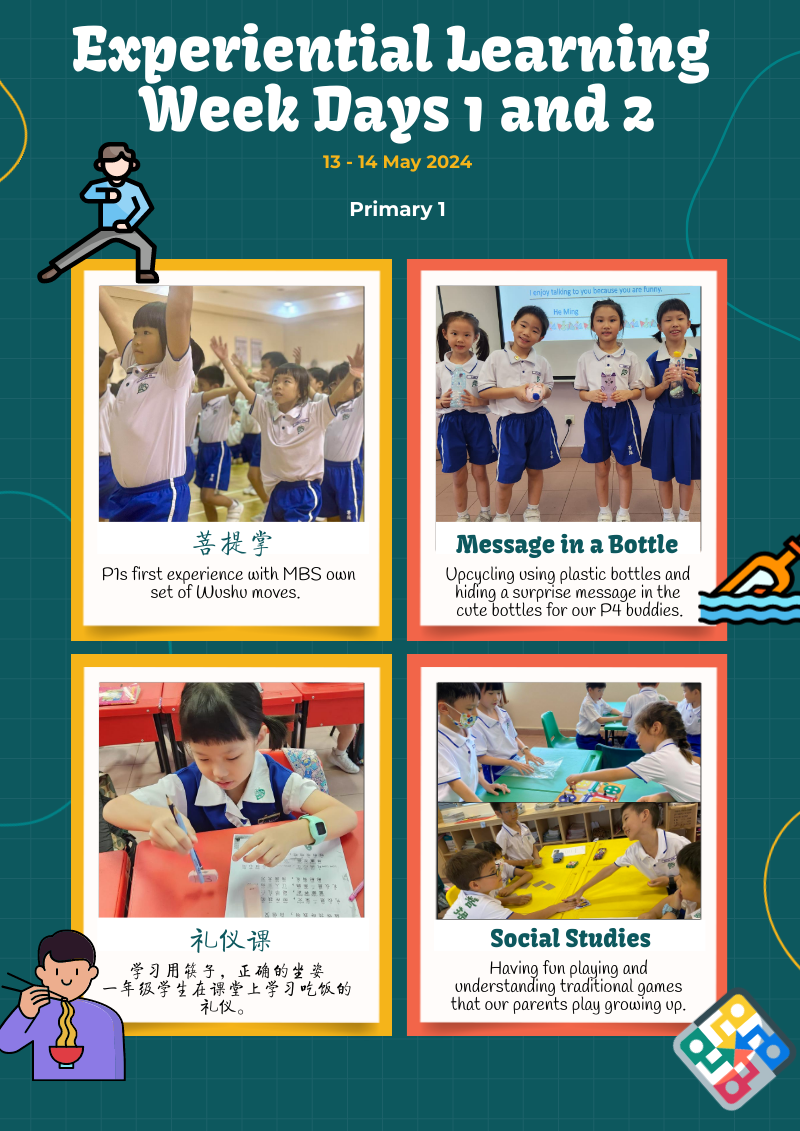 Experiential Learning
Week Days 1 and 2
13 - 14 May 2024
Primary 1
I enjoy talking to you because you are funny.
He Ming
菩提掌
P1s first experience with MBS own
set of Wushu moves.
Message in a Bottle
Upcycling using plastic bottles and
hiding a surprise message in the
cute bottles for our P4 buddies.
礼仪课
学习用筷子，正确的坐姿
一年级学生在课堂上学习吃饭的
礼仪。
Social Studies
Having fun playing and
understanding traditional games
that our parents play growing up.